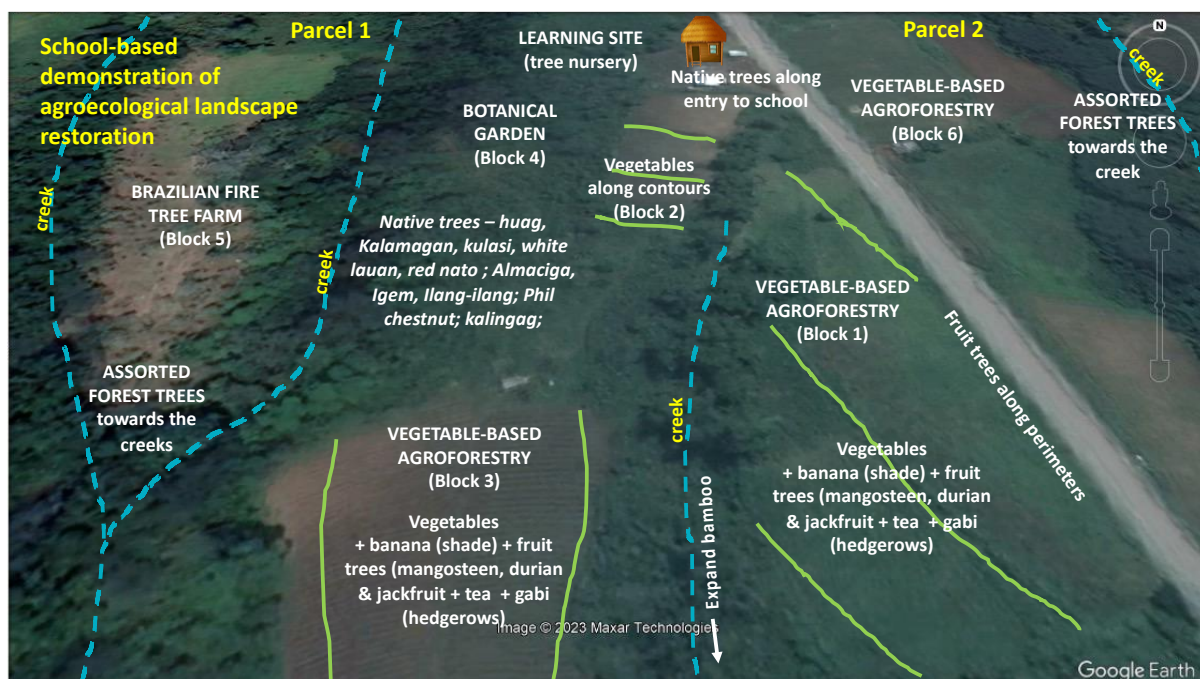 School-based
demonstration of
agroecological landscape
restoration
Parcel 1
LEARNING SITE
(tree nursery)
Native trees along
entry to school
Parcel 2
creek
N
VEGETABLE-BASED
AGROFORESTRY
(Block 6)
ASSORTED
FOREST TREES
towards the
creek
BOTANICAL
GARDEN
(Block 4)
Vegetables
along contours
(Block 2)
creek
BRAZILIAN FIRE
TREE FARM
(Block 5)
creek
Native trees – huag,
Kalamagan, kulasi, white
lauan, red nato ; Almaciga,
Igem, Ilang-ilang; Phil
chestnut; kalingag;
VEGETABLE-BASED
AGROFORESTRY
(Block 1)
Fruit trees along perimeters
ASSORTED
FOREST TREES
towards the
creeks
VEGETABLE-BASED
AGROFORESTRY
(Block 3)
Vegetables
+ banana (shade) + fruit
trees (mangosteen, durian
& jackfruit + tea + gabi
(hedgerows)
creek
Expand bamboo
Vegetables
+ banana (shade) + fruit
trees (mangosteen, durian
& jackfruit + tea + gabi
(hedgerows)
Image © 2023 Maxar Technologies
Google Earth